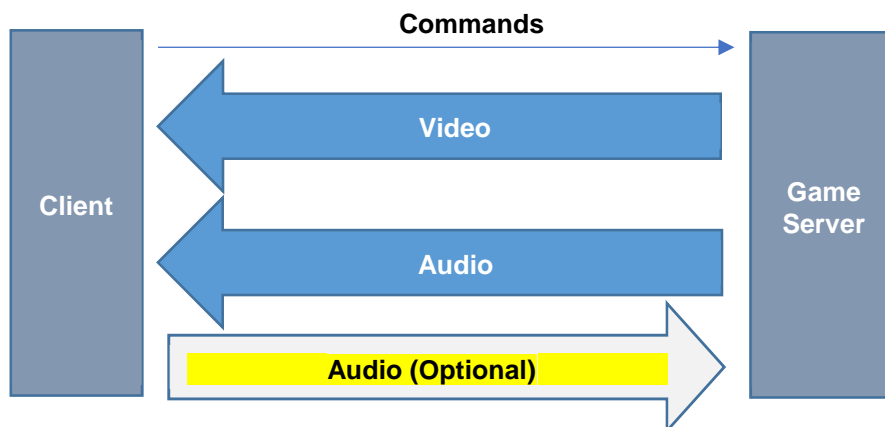 Commands
Video
Client
Game
Server
Audio
Audio (Optional)